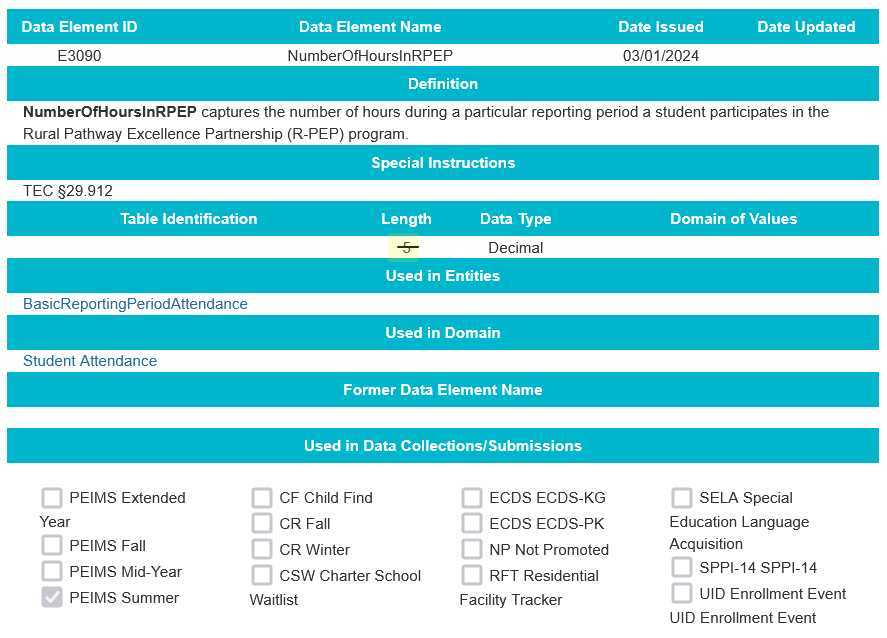 Data Element ID Data Element Name Date Issued Date Updated
E3090 NumberOfHoursInRPEP 03/01/2024
Definition
NumberOfHoursInRPEP captures the number of hours during a particular reporting period a student participates in the
Rural Pathway Excellence Partnership (R-PEP) program.
Special Instructions
TEC §29.912
Table Identification Length Data Type Domain of Values
5 Decimal
Used in Entities
BasicReportingPeriodAttendance
Used in Domain
Student Attendance
Former Data Element Name
Used in Data Collections/Submissions
PEIMS Extended
Year
PEIMS Fall
PEIMS Mid-Year
PEIMS Summer
CF Child Find
CR Fall
CR Winter
CSW Charter School
Waitlist
ECDS ECDS-KG
ECDS ECDS-PK
NP Not Promoted
RFT Residential
Facility Tracker
SELA Special
Education Language
Acquisition
SPPI-14 SPPI-14
UID Enrollment Event
UID Enrollment Event